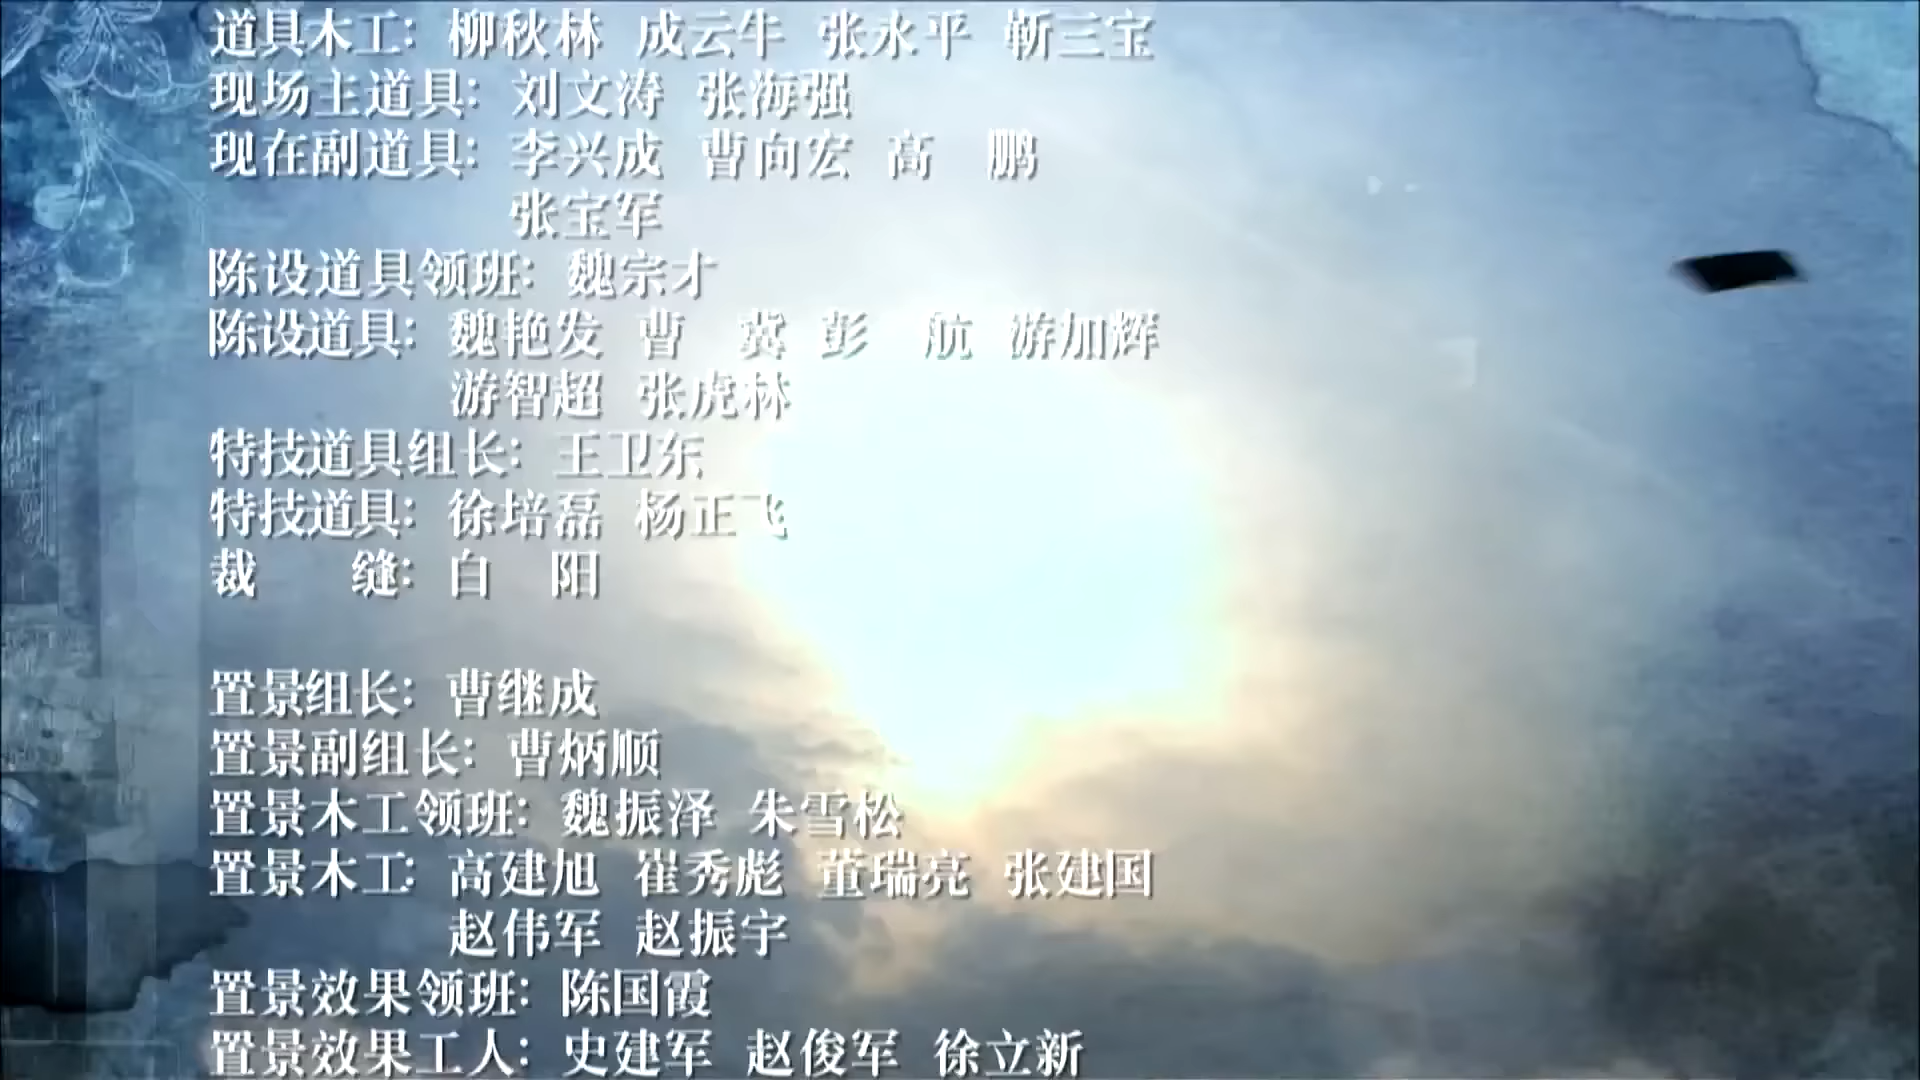 道具木工：柳秋林 成云牛 张永平 靳三宝
现场主道具：刘文涛 张海强
现在副道具：李兴成 曹向宏 高 鹏
张宝军
陈设道具领班：魏宗才
陈设道具：魏艳发 曹 冀 彭 航 游加辉
游智超 张虎林
特技道具组长：王卫东
特技道具：徐培磊 杨正飞
裁 缝：白 阳
置景组长：曹继成
置景副组长：曹炳顺
置景木工领班：魏振泽 朱雪松
置景木工：高建旭 崔秀彪 董瑞亮 张建国
赵伟军 赵振宇
置景效果领班：陈国霞
置景效果工人：史建军 赵俊军 徐立新